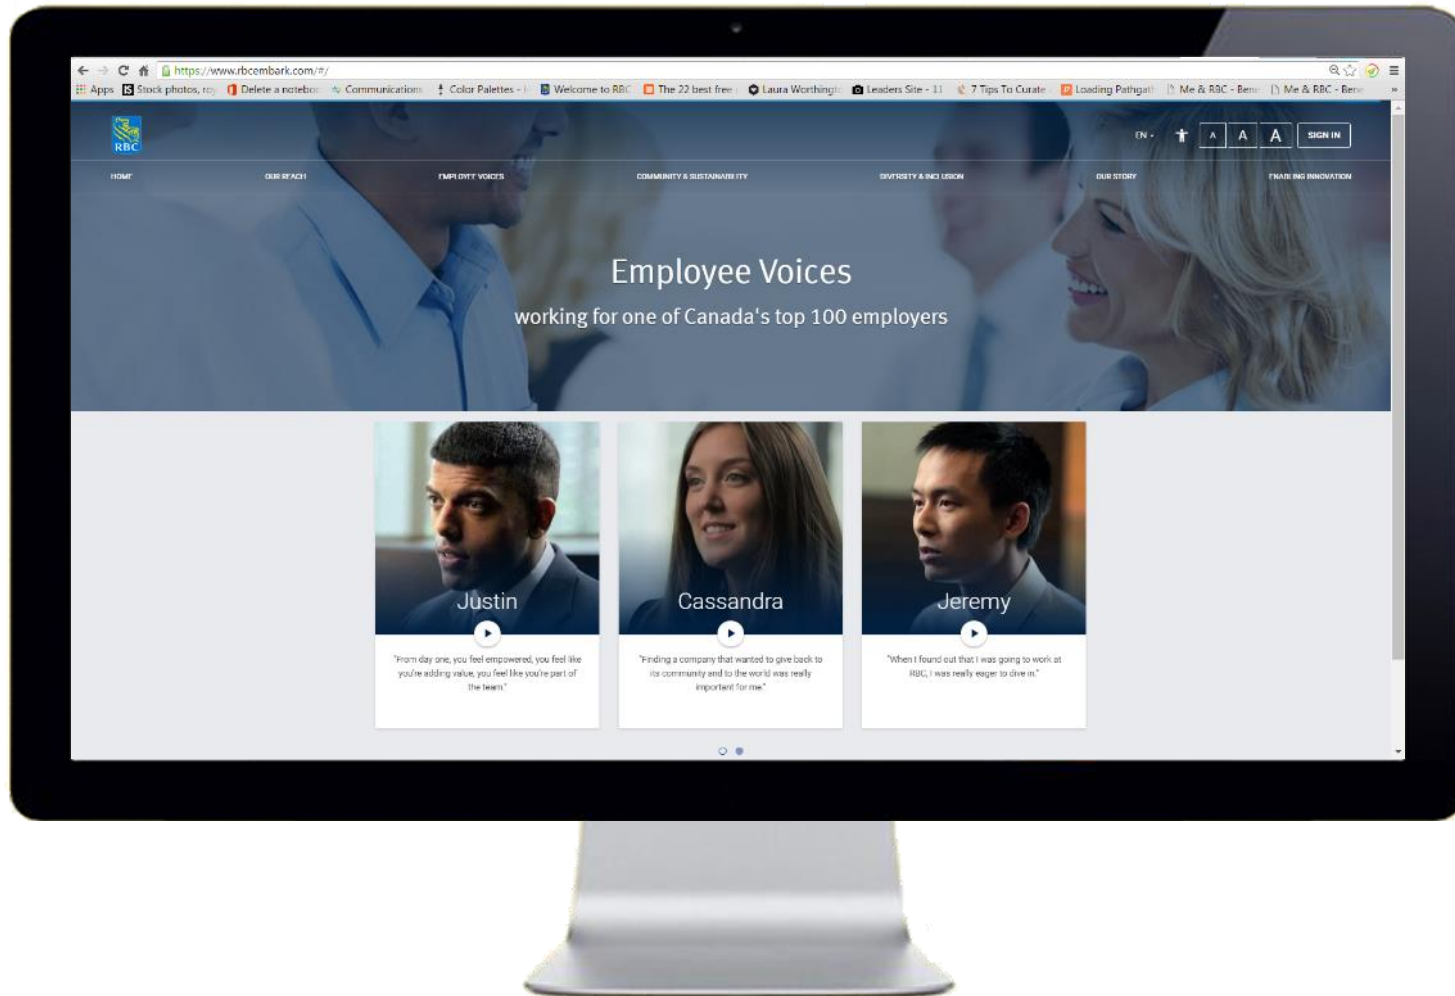 https://www.rbcembark.com/#/
Apps Stock photos, roy Delete a noteboo Communications Color Palettes - Welcome to RBC The 22 best free Laura Worthingto Leaders Site - 11 7 Tips To Curate Loading Pathgat Me & RBC - Bene Me & RBC - Bene »
RBC
EN A A A SIGN IN
HOME OUR REACH EMPLOYEE VOICES COMMUNITY & SUSTAINABILITY DIVERSITY & INCLUSION OUR STORY ENABLING INNOVATION
Employee Voices
working for one of Canada's top 100 employers
Justin
"From day one, you feel empowered, you feel like
you're adding value, you feel like you're part of
the team."
Cassandra
"Finding a company that wanted to give back to
its community and to the world was really
important for me."
Jeremy
"When I found out that I was going to work at
RBC, I was really eager to dive in."